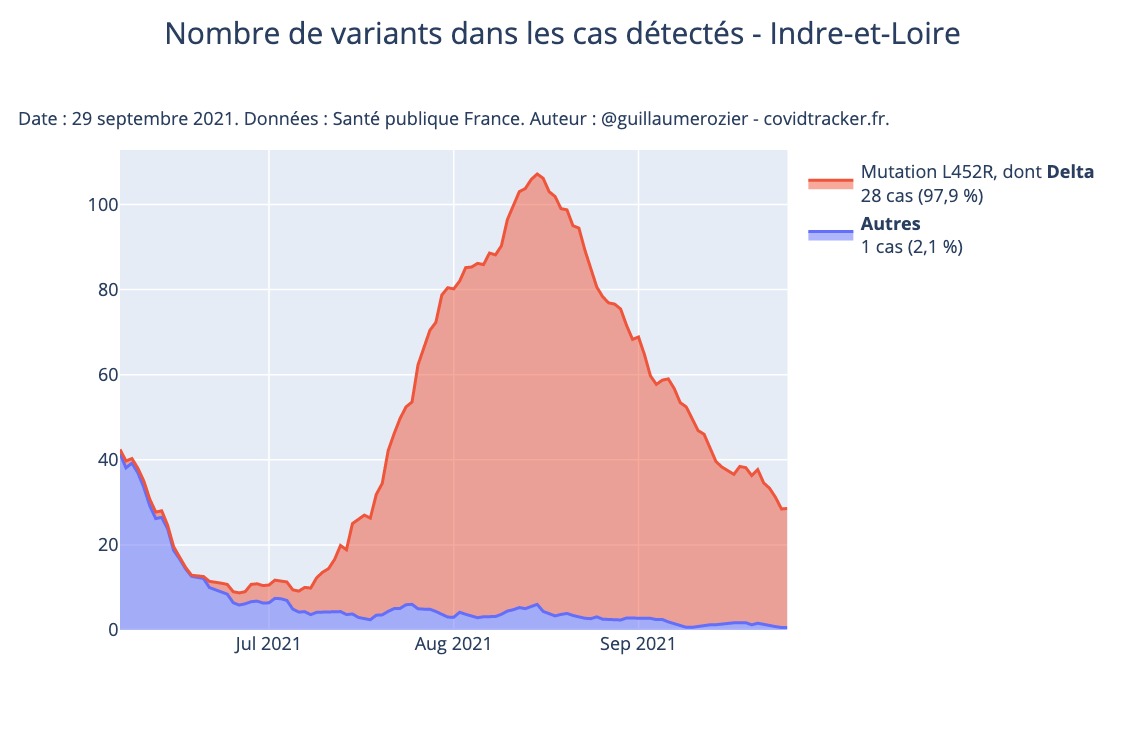 Nombre de variants dans les cas détectés - Indre-et-Loire
Date : 29 septembre 2021. Données : Santé publique France. Auteur : @guillaumerozier - covidtracker.fr.
Mutation L452R, dont Delta
28 cas (97,9 %)
Autres
1 cas (2,1 %)
100
80
60
40
20
0
Jul 2021
Aug 2021
Sep 2021